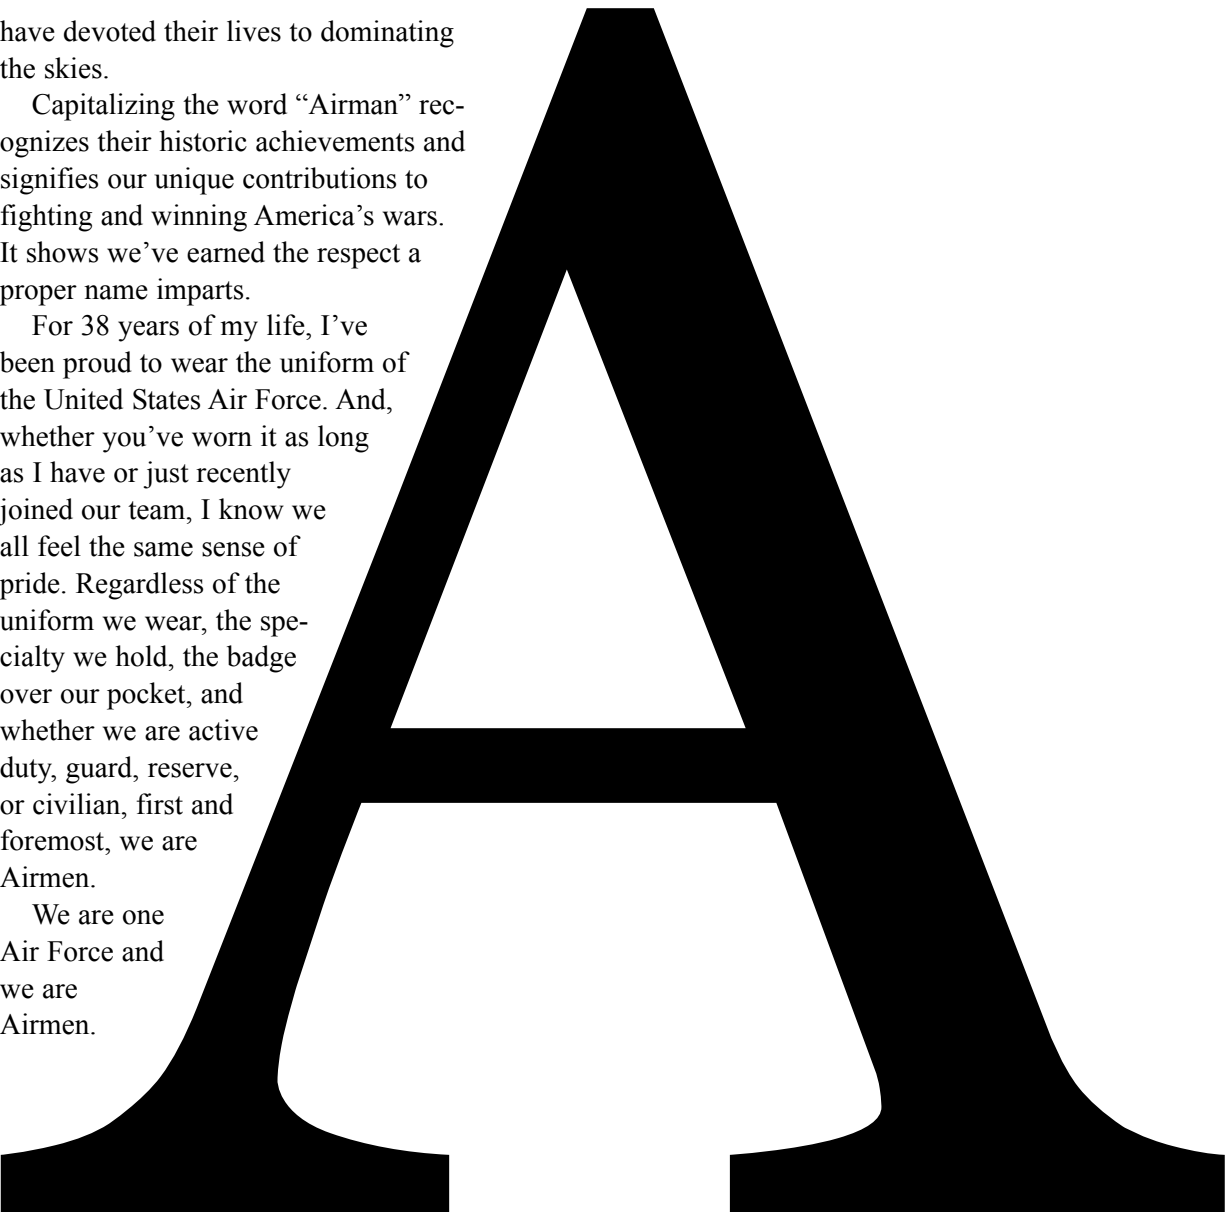 have devoted their lives to dominating
the skies.
Capitalizing the word “Airman” rec-
ognizes their historic achievements and
signifies our unique contributions to
fighting and winning America’s wars.
It shows we’ve earned the respect a
proper name imparts.
For 38 years of my life, I’ve
been proud to wear the uniform of
the United States Air Force. And,
whether you’ve worn it as long
as I have or just recently
joined our team, I know we
all feel the same sense of
pride. Regardless of the
uniform we wear, the spe-
cialty we hold, the badge
over our pocket, and
whether we are active
duty, guard, reserve,
or civilian, first and
foremost, we are
Airmen.
We are one
Air Force and
we are
Airmen.
A